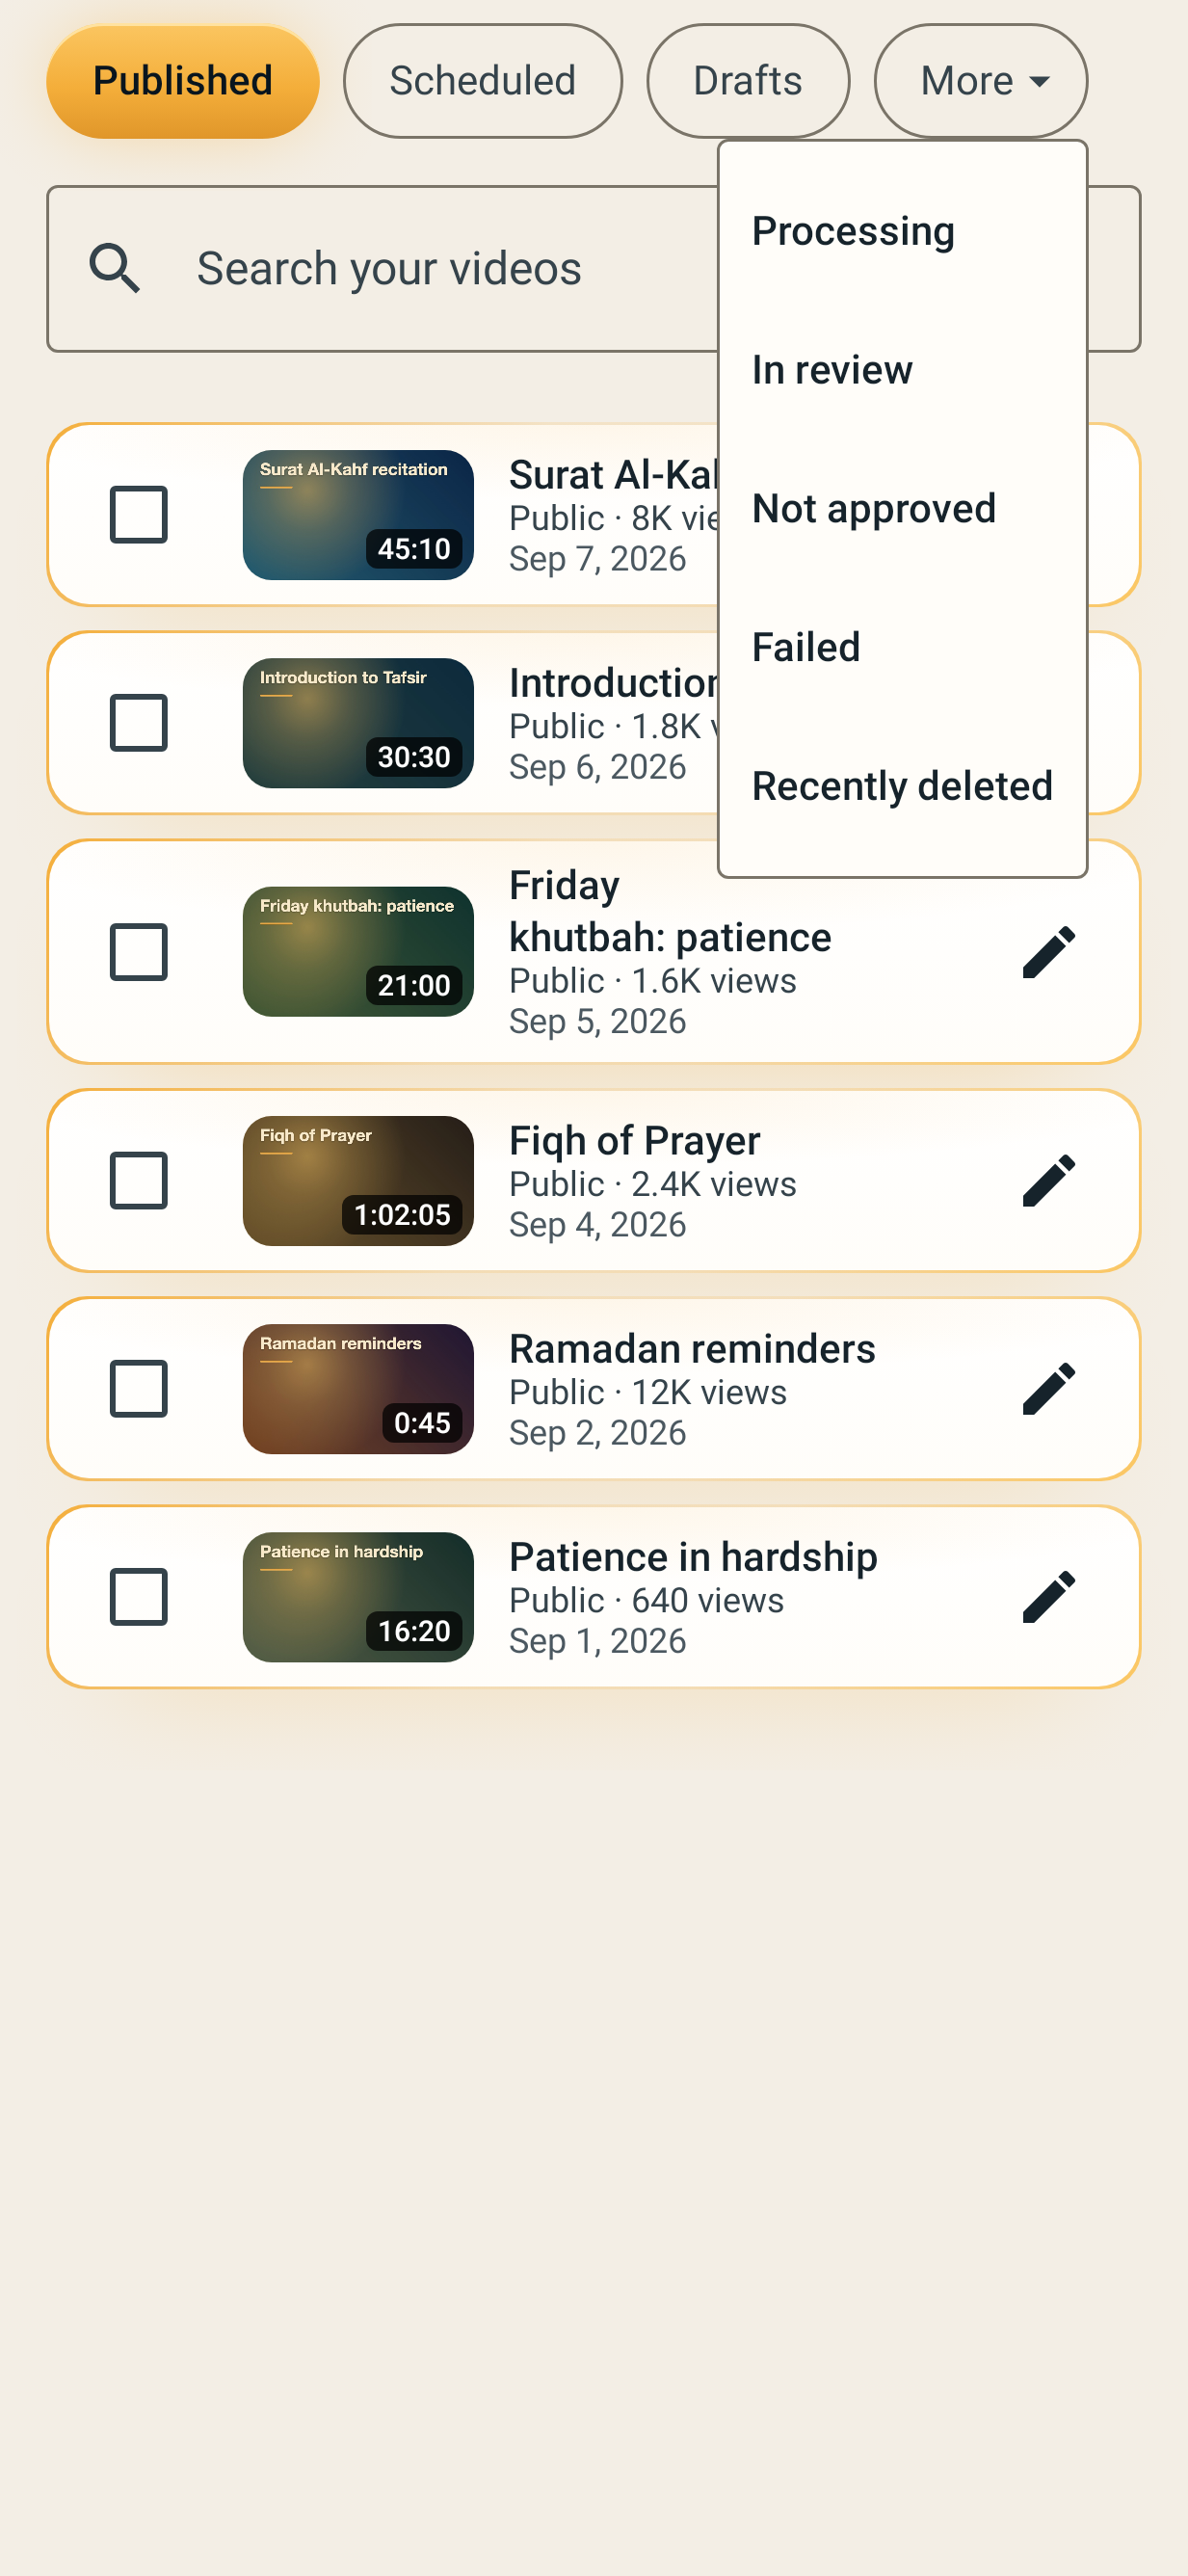 Published
Scheduled
Drafts
More
Processing
In review
Not approved
Failed
Recently deleted
Search your videos
Surat Al-Kahf recitation
45:10
Surat
Public · 8K
Sep 7, 2026
Introduction to Tafsir
30:30
Introduction
Public · 1.8K
Sep 6, 2026
Friday khutbah: patience
21:00
Friday
khutbah: patience
Public · 1.6K views
Sep 5, 2026
Fiqh of Prayer
1:02:05
Fiqh of Prayer
Public · 2.4K views
Sep 4, 2026
Ramadan reminders
0:45
Ramadan reminders
Public · 12K views
Sep 2, 2026
Patience in hardship
16:20
Patience in hardship
Public · 640 views
Sep 1, 2026